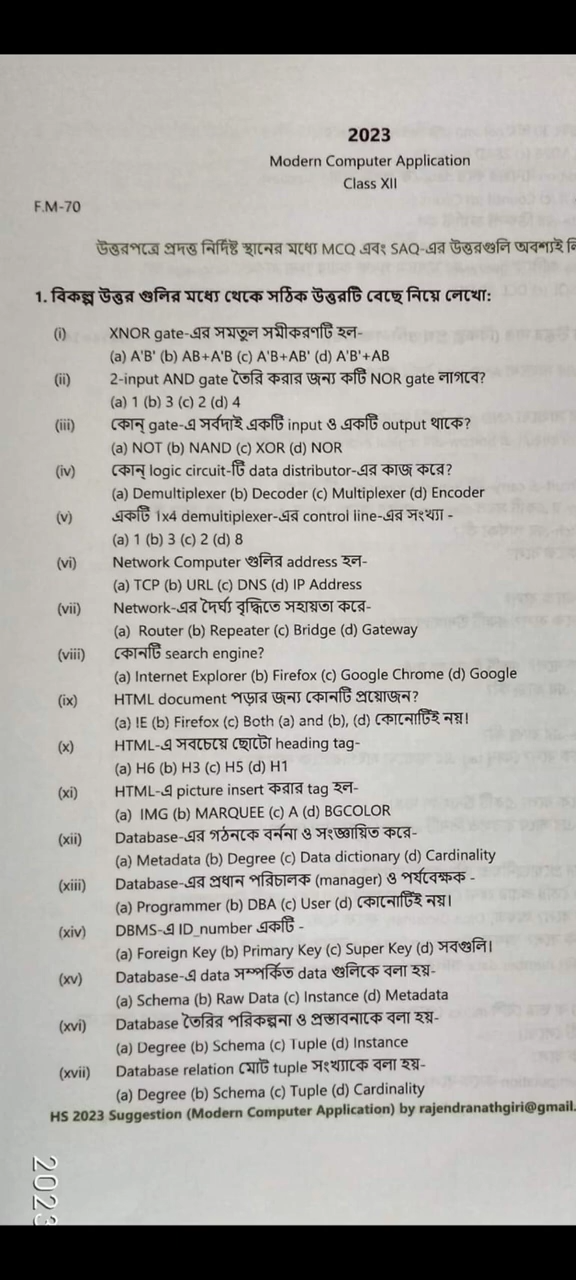 2023
Modern Computer Application
Class XII
F.M-70
উত্তরপত্রে প্রদত্ত নির্দিষ্ট স্থানের মধ্যে MCQ এবং SAQ-এর উত্তরগুলি অবশ্যই
1. বিকল্প উত্তর গুলির মধ্যে থেকে সঠিক উত্তরটি বেছে নিয়ে লেখো:
(i) XNOR gate-এর সমতুল সমীকরণটি হল-
(a) A'B' (b) AB+A'B (c) A'B+AB' (d) A'B'+AB
(ii) 2-input AND gate তৈরি করার জন্য কটি NOR gate লাগবে?
(a) 1 (b) 3 (c) 2 (d) 4
(iii) কোন্ gate-এ সর্বদাই একটি input ও একটি output থাকে?
(a) NOT (b) NAND (c) XOR (d) NOR
(iv) কোন্ logic circuit-টি data distributor-এর কাজ করে?
(a) Demultiplexer (b) Decoder (c) Multiplexer (d) Encoder
(v) একটি 1x4 demultiplexer-এর control line-এর সংখ্যা -
(a) 1 (b) 3 (c) 2 (d) 8
(vi) Network Computer গুলির address হল-
(a) TCP (b) URL (c) DNS (d) IP Address
(vii) Network-এর দৈর্ঘ্য বৃদ্ধিতে সহায়তা করে-
(a) Router (b) Repeater (c) Bridge (d) Gateway
(viii) কোনটি search engine?
(a) Internet Explorer (b) Firefox (c) Google Chrome (d) Google
(ix) HTML document পড়ার জন্য কোনটি প্রয়োজন?
(a) IE (b) Firefox (c) Both (a) and (b), (d) কোনোটিই নয়।
(x) HTML-এ সবচেয়ে ছোটো heading tag-
(a) H6 (b) H3 (c) H5 (d) H1
(xi) HTML-এ picture insert করার tag হল-
(a) IMG (b) MARQUEE (c) A (d) BGCOLOR
(xii) Database-এর গঠনকে বর্ননা ও সংজ্ঞায়িত করে-
(a) Metadata (b) Degree (c) Data dictionary (d) Cardinality
(xiii) Database-এর প্রধান পরিচালক (manager) ও পর্যবেক্ষক -
(a) Programmer (b) DBA (c) User (d) কোনোটিই নয়।
(xiv) DBMS-এ ID_number একটি -
(a) Foreign Key (b) Primary Key (c) Super Key (d) সবগুলি।
(xv) Database-এ data সম্পর্কিত data গুলিকে বলা হয়-
(a) Schema (b) Raw Data (c) Instance (d) Metadata
(xvi) Database তৈরির পরিকল্পনা ও প্রস্তাবনাকে বলা হয়-
(a) Degree (b) Schema (c) Tuple (d) Instance
(xvii) Database relation মোট tuple সংখ্যাকে বলা হয়-
(a) Degree (b) Schema (c) Tuple (d) Cardinality
HS 2023 Suggestion (Modern Computer Application) by rajendranathgiri@gmail.
2023